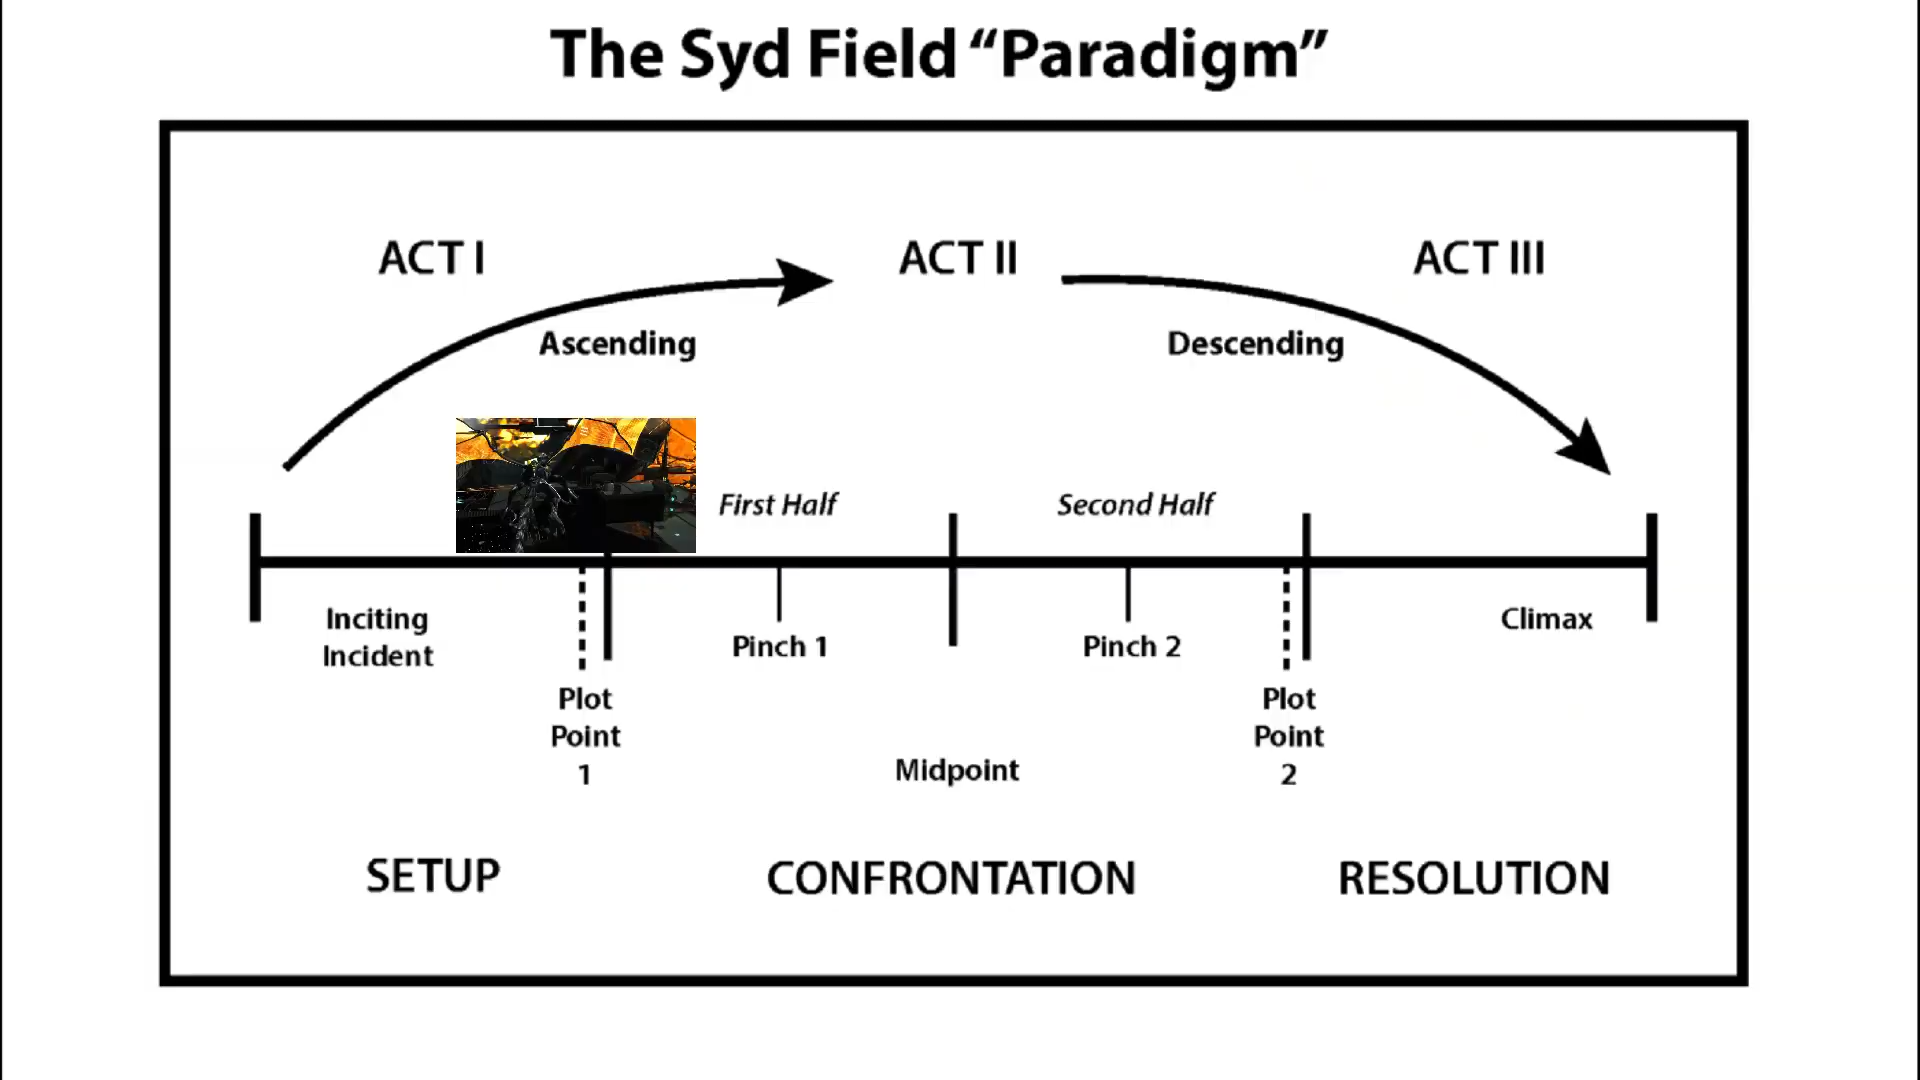 The Syd Field “Paradigm”
ACT I
ACT II
ACT III
Ascending
Descending
First Half
Second Half
Inciting
Incident
Plot
Point
1
Pinch 1
Midpoint
Pinch 2
Plot
Point
2
Climax
SETUP
CONFRONTATION
RESOLUTION